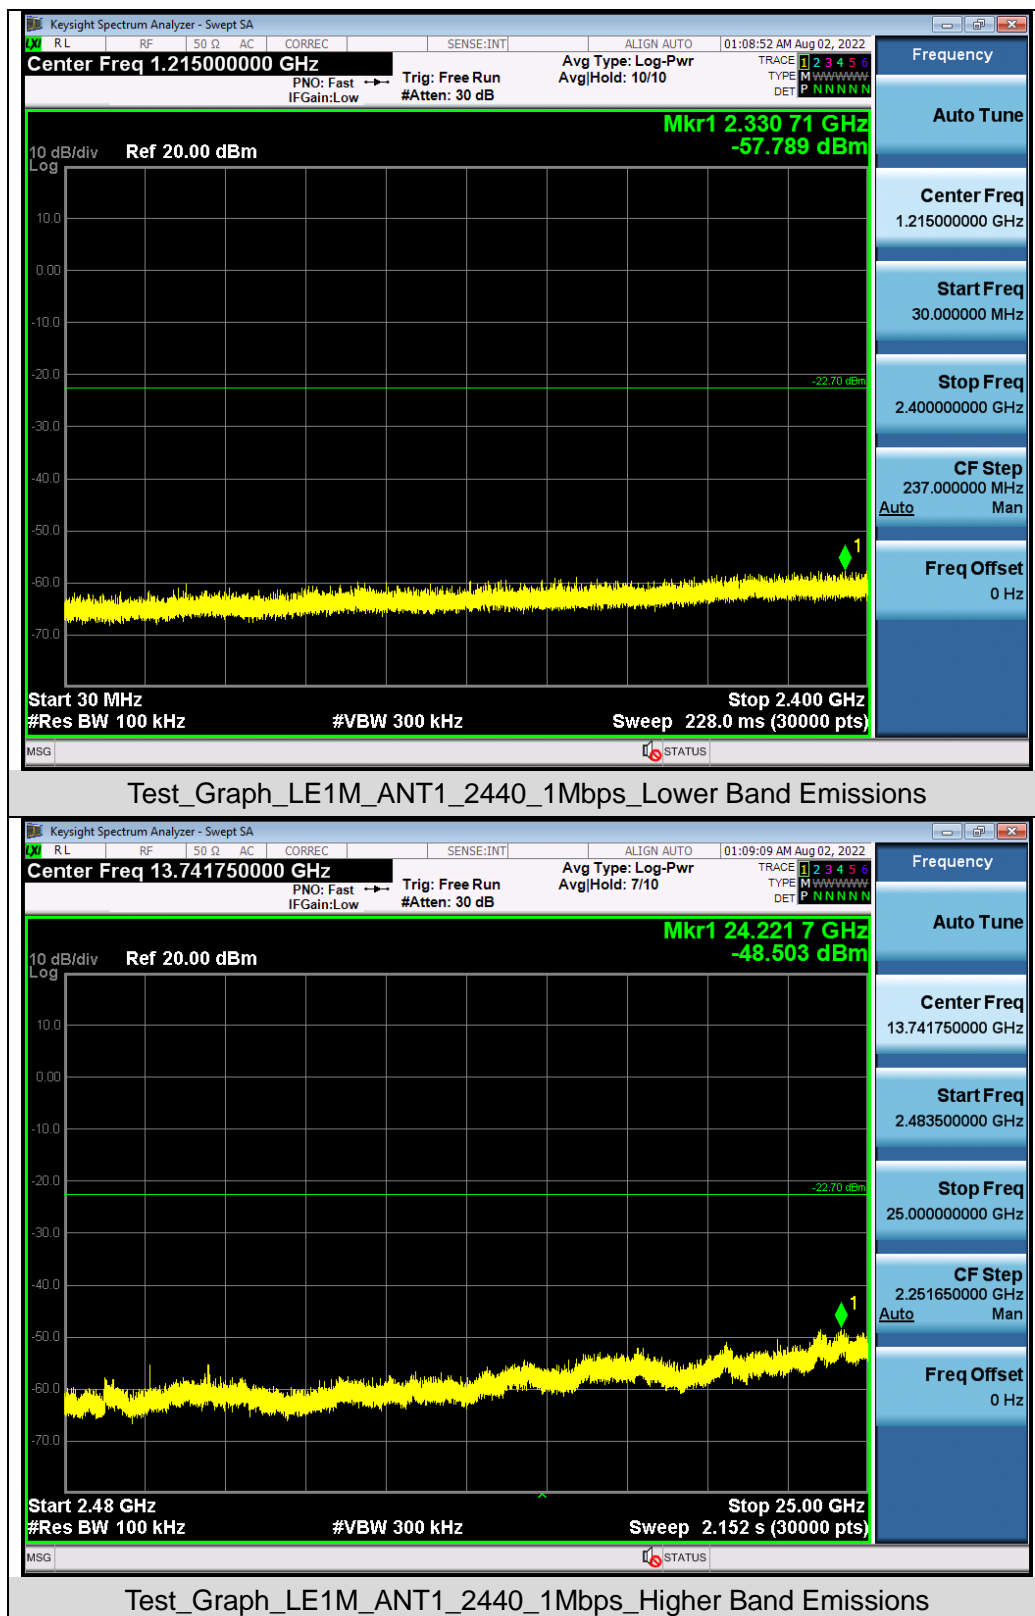 Keysight Spectrum Analyzer - Swept SA
LXI RL RF 50 Ω AC CORREC SENSE:INT ALIGN AUTO 01:08:52 AM Aug 02, 2022
Center Freq 1.215000000 GHz
PNO: Fast
IFGain:Low
Trig: Free Run
#Atten: 30 dB
Avg Type: Log-Pwr
Avg|Hold: 10/10
TRACE 1 2 3 4 5 6
TYPE M WWWWW
DET P N N N N N
Mkr1 2.330 71 GHz
-57.789 dBm
10 dB/div Ref 20.00 dBm
Log
10.0
0.00
-10.0
-20.0
-22.70 dBm
-30.0
-40.0
-50.0
1
-60.0
-70.0
Start 30 MHz Stop 2.400 GHz
#Res BW 100 kHz #VBW 300 kHz Sweep 228.0 ms (30000 pts)
MSG STATUS
Frequency
Auto Tune
Center Freq
1.215000000 GHz
Start Freq
30.000000 MHz
Stop Freq
2.400000000 GHz
CF Step
237.000000 MHz
Auto Man
Freq Offset
0 Hz
Test_Graph_LE1M_ANT1_2440_1Mbps_Lower Band Emissions
Keysight Spectrum Analyzer - Swept SA
LXI RL RF 50 Ω AC CORREC SENSE:INT ALIGN AUTO 01:09:09 AM Aug 02, 2022
Center Freq 13.741750000 GHz
PNO: Fast
IFGain:Low
Trig: Free Run
#Atten: 30 dB
Avg Type: Log-Pwr
Avg|Hold: 7/10
TRACE 1 2 3 4 5 6
TYPE M WWWWW
DET P N N N N N
Mkr1 24.221 7 GHz
-48.503 dBm
10 dB/div Ref 20.00 dBm
Log
10.0
0.00
-10.0
-20.0
-22.70 dBm
-30.0
-40.0
1
-50.0
-60.0
-70.0
Start 2.48 GHz Stop 25.00 GHz
#Res BW 100 kHz #VBW 300 kHz Sweep 2.152 s (30000 pts)
MSG STATUS
Frequency
Auto Tune
Center Freq
13.741750000 GHz
Start Freq
2.483500000 GHz
Stop Freq
25.000000000 GHz
CF Step
2.251650000 GHz
Auto Man
Freq Offset
0 Hz
Test_Graph_LE1M_ANT1_2440_1Mbps_Higher Band Emissions